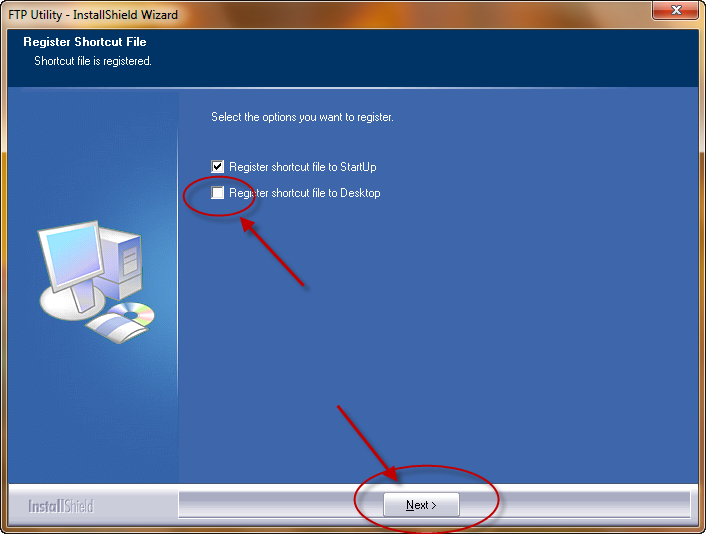 FTP Utility - InstallShield Wizard
Register Shortcut File
Shortcut file is registered.
Select the options you want to register.
Register shortcut file to StartUp
Register shortcut file to Desktop
InstallShield
Next >